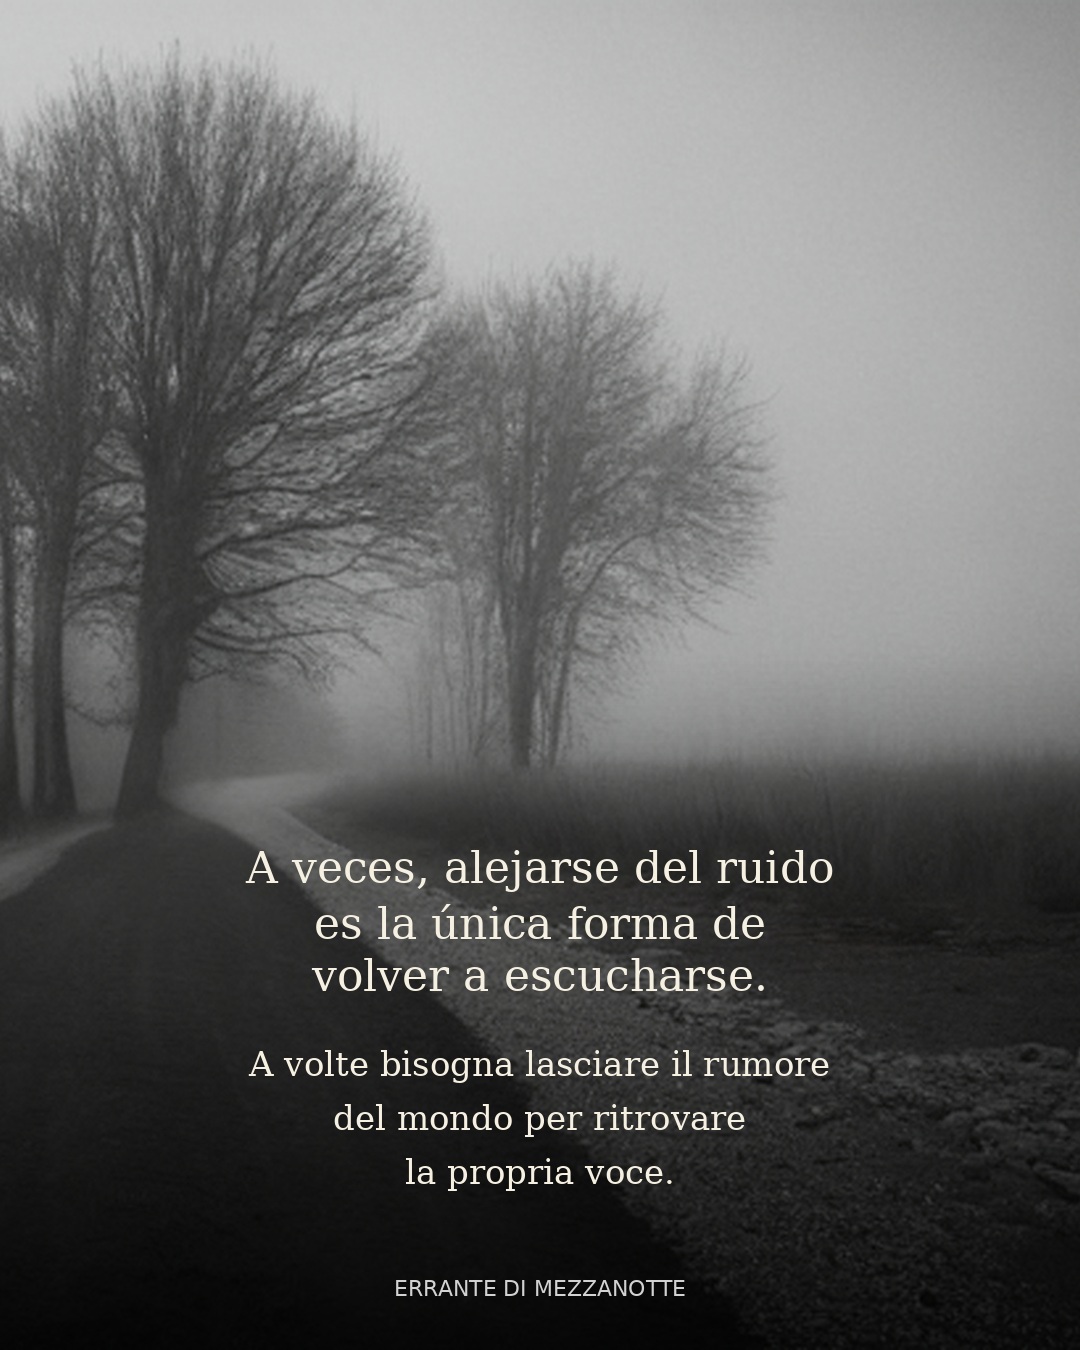 A veces, alejarse del ruido
es la única forma de
volver a escucharse.
A volte bisogna lasciare il rumore
del mondo per ritrovare
la propria voce.
ERRANTE DI MEZZANOTTE